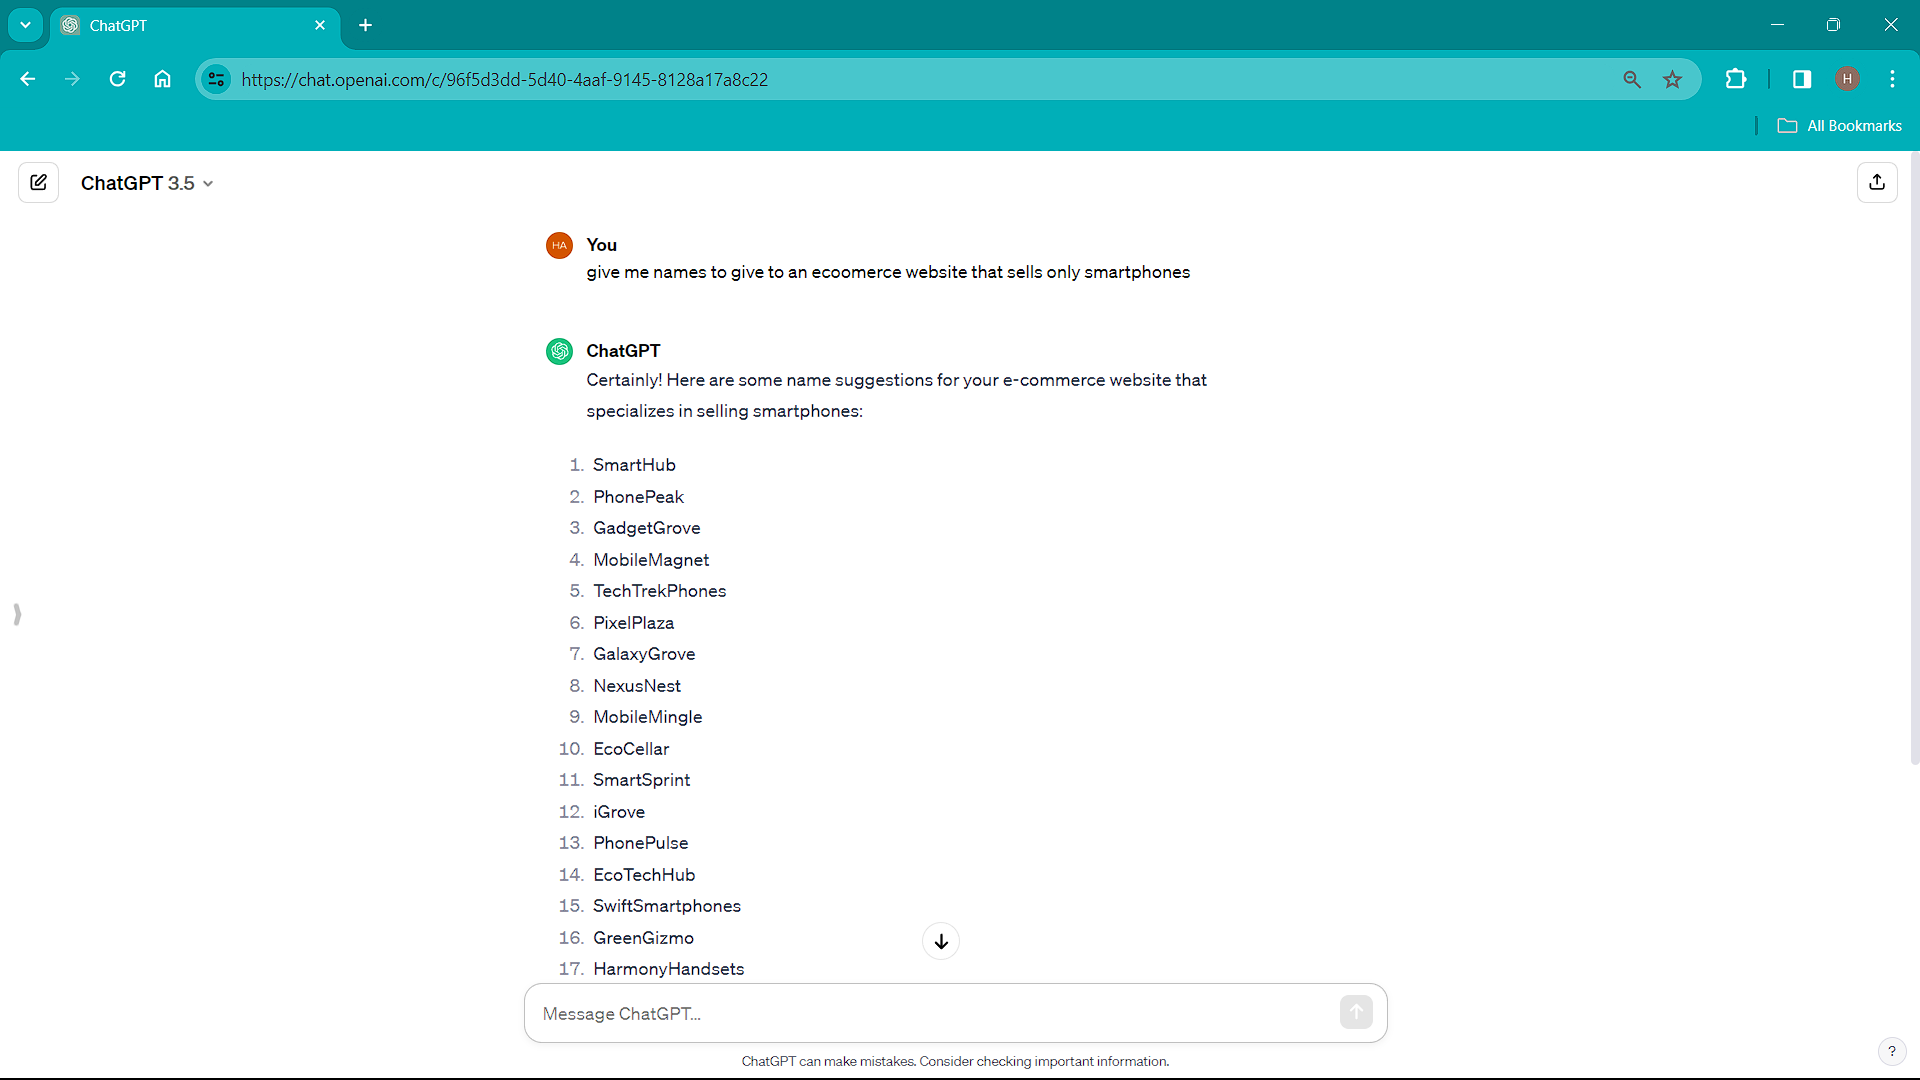 ChatGPT
https://chat.openai.com/c/96f5d3dd-5d40-4aaf-9145-8128a17a8c22
H
All Bookmarks
ChatGPT 3.5
HA
You
give me names to give to an ecoomerce website that sells only smartphones
ChatGPT
Certainly! Here are some name suggestions for your e-commerce website that
specializes in selling smartphones:
1. SmartHub
2. PhonePeak
3. GadgetGrove
4. MobileMagnet
5. TechTrekPhones
6. PixelPlaza
7. GalaxyGrove
8. NexusNest
9. MobileMingle
10. EcoCellar
11. SmartSprint
12. iGrove
13. PhonePulse
14. EcoTechHub
15. SwiftSmartphones
16. GreenGizmo
17. HarmonyHandsets
Message ChatGPT...
ChatGPT can make mistakes. Consider checking important information.
?